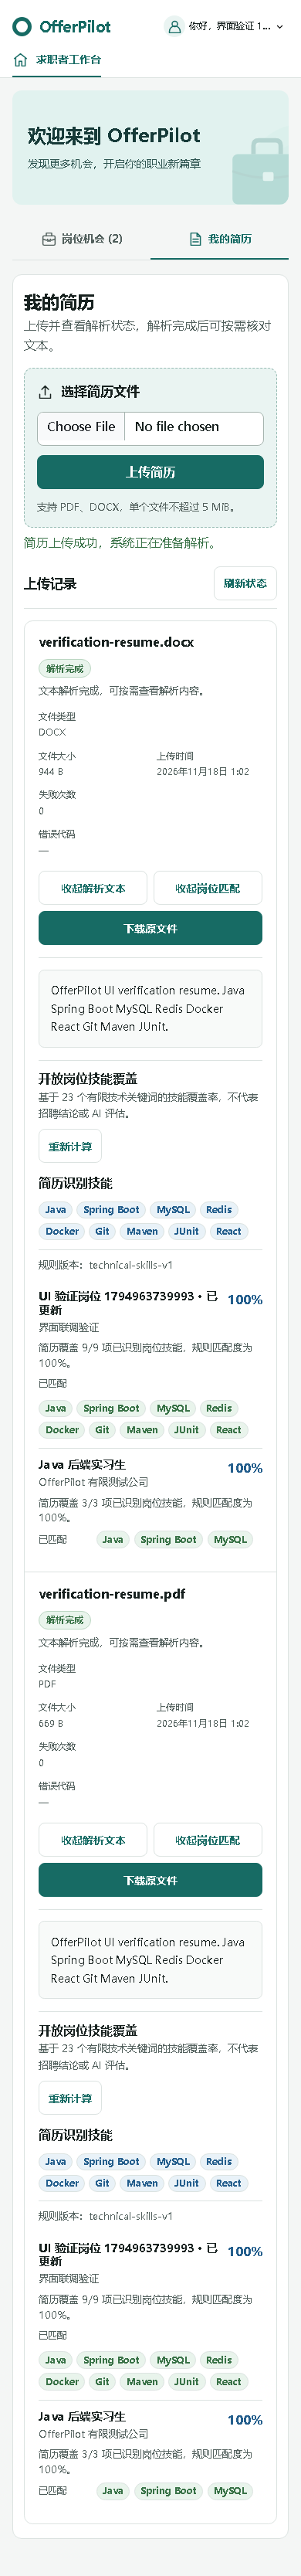 OfferPilot
你好，界面验证 1...
求职者工作台
欢迎来到 OfferPilot
发现更多机会，开启你的职业新篇章
岗位机会 (2)
我的简历
我的简历
上传并查看解析状态，解析完成后可按需核对
文本。
选择简历文件
Choose File No file chosen
上传简历
支持 PDF、DOCX，单个文件不超过 5 MiB。
简历上传成功，系统正在准备解析。
上传记录
刷新状态
verification-resume.docx
解析完成
文本解析完成，可按需查看解析内容。
文件类型
DOCX
文件大小 上传时间
944 B 2026年11月18日 1:02
失败次数
0
错误代码
—
收起解析文本 收起岗位匹配
下载原文件
OfferPilot UI verification resume. Java
Spring Boot MySQL Redis Docker
React Git Maven JUnit.
开放岗位技能覆盖
基于 23 个有限技术关键词的技能覆盖率，不代表
招聘结论或 AI 评估。
重新计算
简历识别技能
Java Spring Boot MySQL Redis
Docker Git Maven JUnit React
规则版本：technical-skills-v1
UI 验证岗位 1794963739993 · 已 100%
更新
界面联调验证
简历覆盖 9/9 项已识别岗位技能，规则匹配度为
100%。
已匹配
Java Spring Boot MySQL Redis
Docker Git Maven JUnit React
Java 后端实习生 100%
OfferPilot 有限测试公司
简历覆盖 3/3 项已识别岗位技能，规则匹配度为
100%。
已匹配 Java Spring Boot MySQL
verification-resume.pdf
解析完成
文本解析完成，可按需查看解析内容。
文件类型
PDF
文件大小 上传时间
669 B 2026年11月18日 1:02
失败次数
0
错误代码
—
收起解析文本 收起岗位匹配
下载原文件
OfferPilot UI verification resume. Java
Spring Boot MySQL Redis Docker
React Git Maven JUnit.
开放岗位技能覆盖
基于 23 个有限技术关键词的技能覆盖率，不代表
招聘结论或 AI 评估。
重新计算
简历识别技能
Java Spring Boot MySQL Redis
Docker Git Maven JUnit React
规则版本：technical-skills-v1
UI 验证岗位 1794963739993 · 已 100%
更新
界面联调验证
简历覆盖 9/9 项已识别岗位技能，规则匹配度为
100%。
已匹配
Java Spring Boot MySQL Redis
Docker Git Maven JUnit React
Java 后端实习生 100%
OfferPilot 有限测试公司
简历覆盖 3/3 项已识别岗位技能，规则匹配度为
100%。
已匹配 Java Spring Boot MySQL